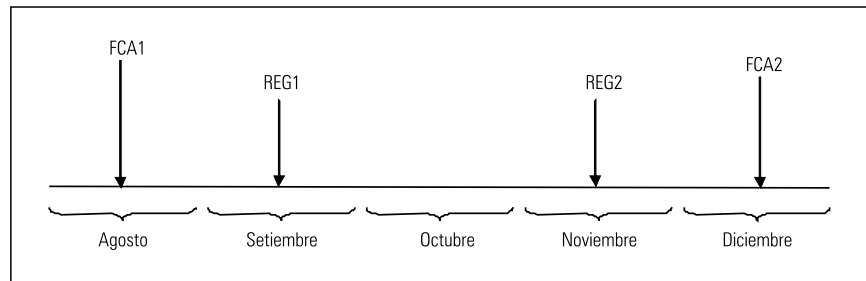 FCA1
REG1
REG2
FCA2
Agosto
Setiembre
Octubre
Noviembre
Diciembre